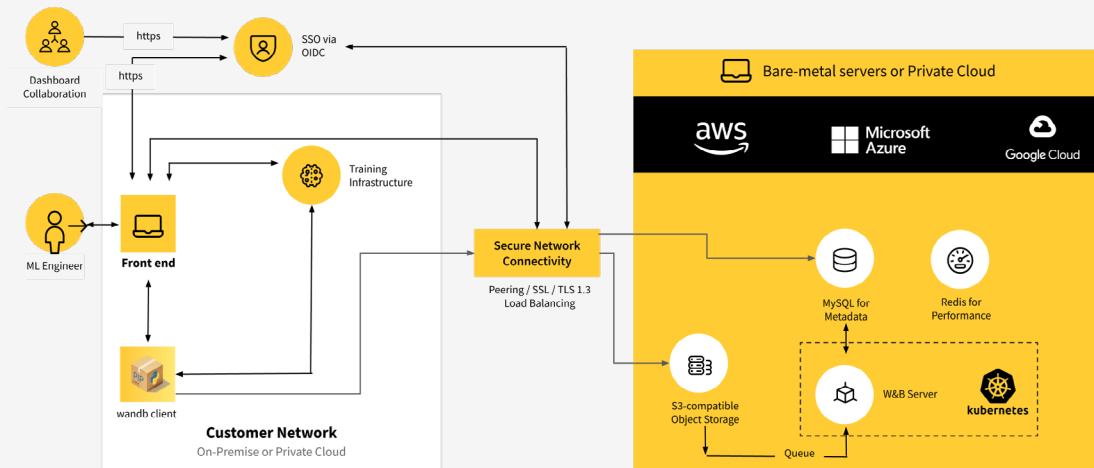 https
SSO via
OIDC
https
Dashboard
Collaboration
Bare-metal servers or Private Cloud
aws
Microsoft
Azure
Google Cloud
Training
Infrastructure
ML Engineer
Front end
Secure Network
Connectivity
Peering / SSL / TLS 1.3
Load Balancing
MySQL for
Metadata
Redis for
Performance
PIP
wandb client
S3-compatible
Object Storage
W&B Server
kubernetes
Customer Network
On-Premise or Private Cloud
Queue